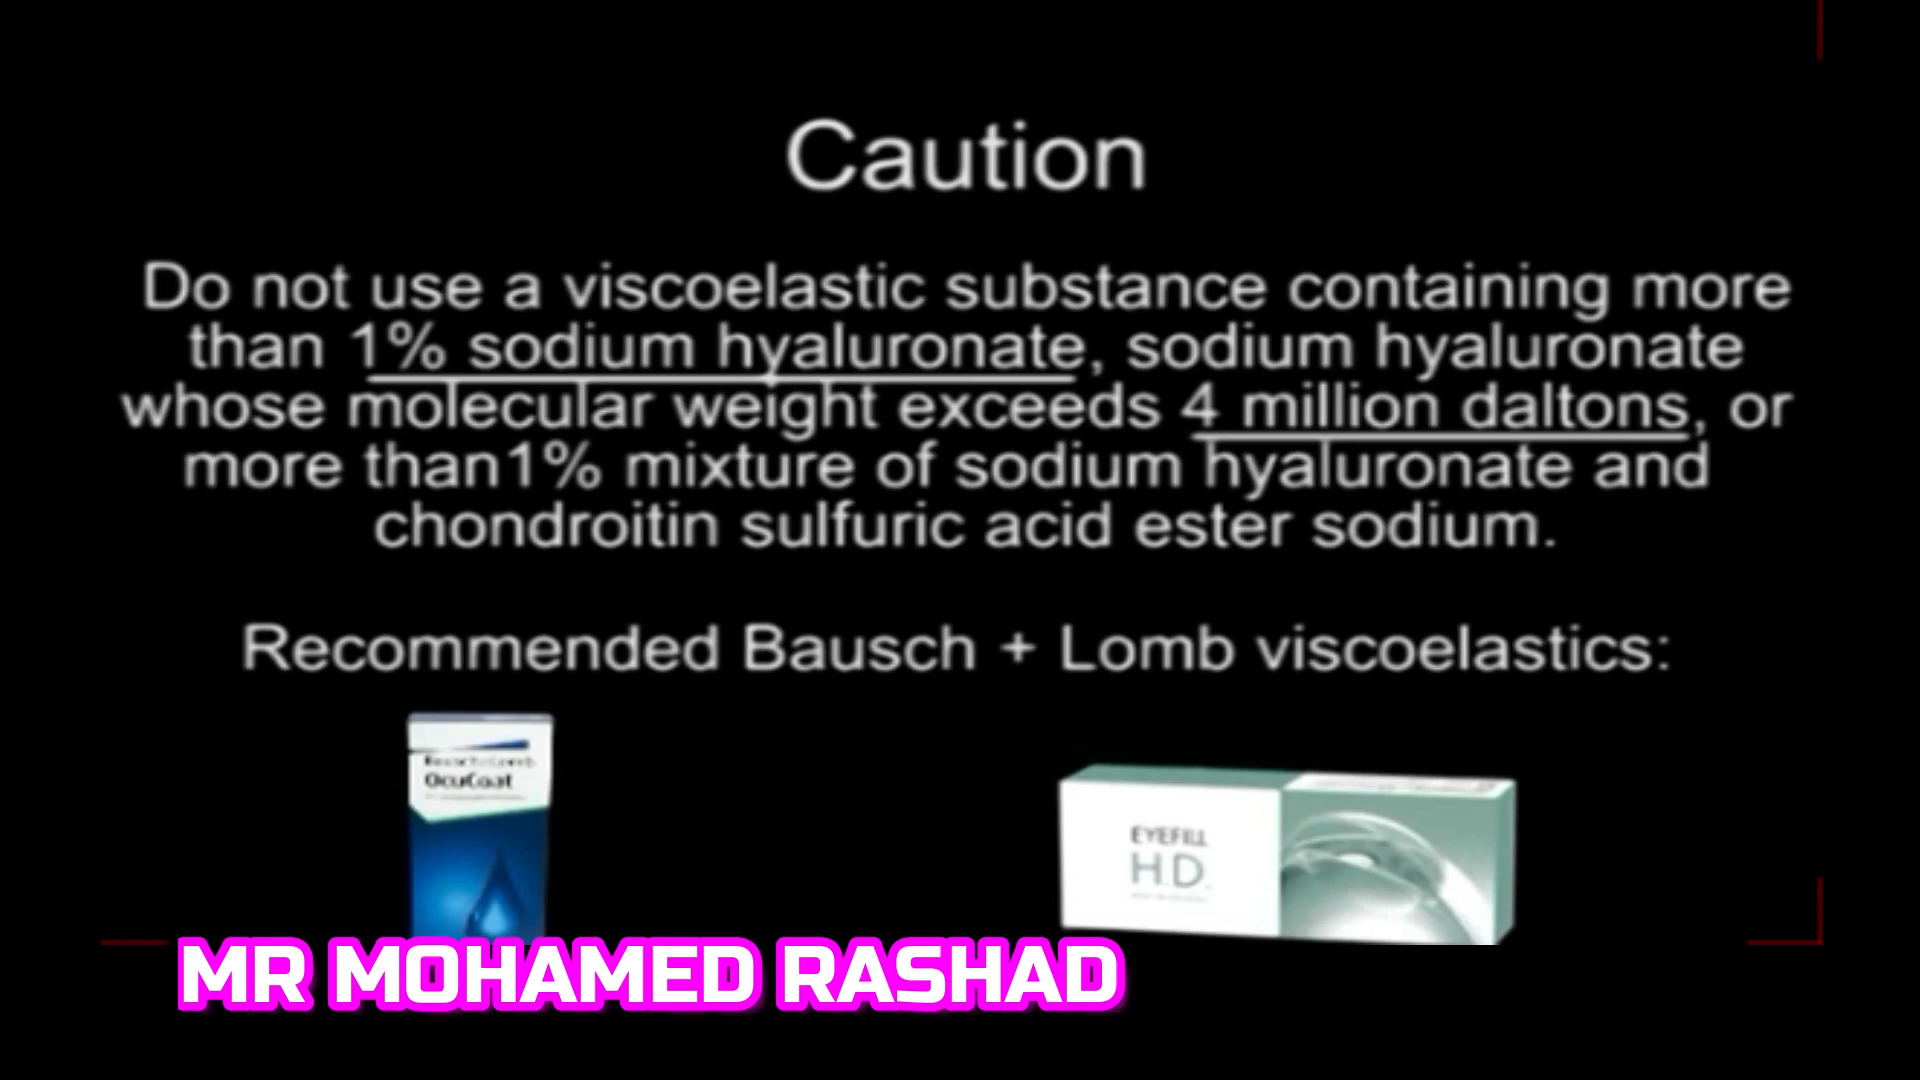 Caution
Do not use a viscoelastic substance containing more
than 1% sodium hyaluronate, sodium hyaluronate
whose molecular weight exceeds 4 million daltons, or
more than1% mixture of sodium hyaluronate and
chondroitin sulfuric acid ester sodium.
Recommended Bausch + Lomb viscoelastics:
OcuCoat
EYEFILL
H.D.
MR MOHAMED RASHAD